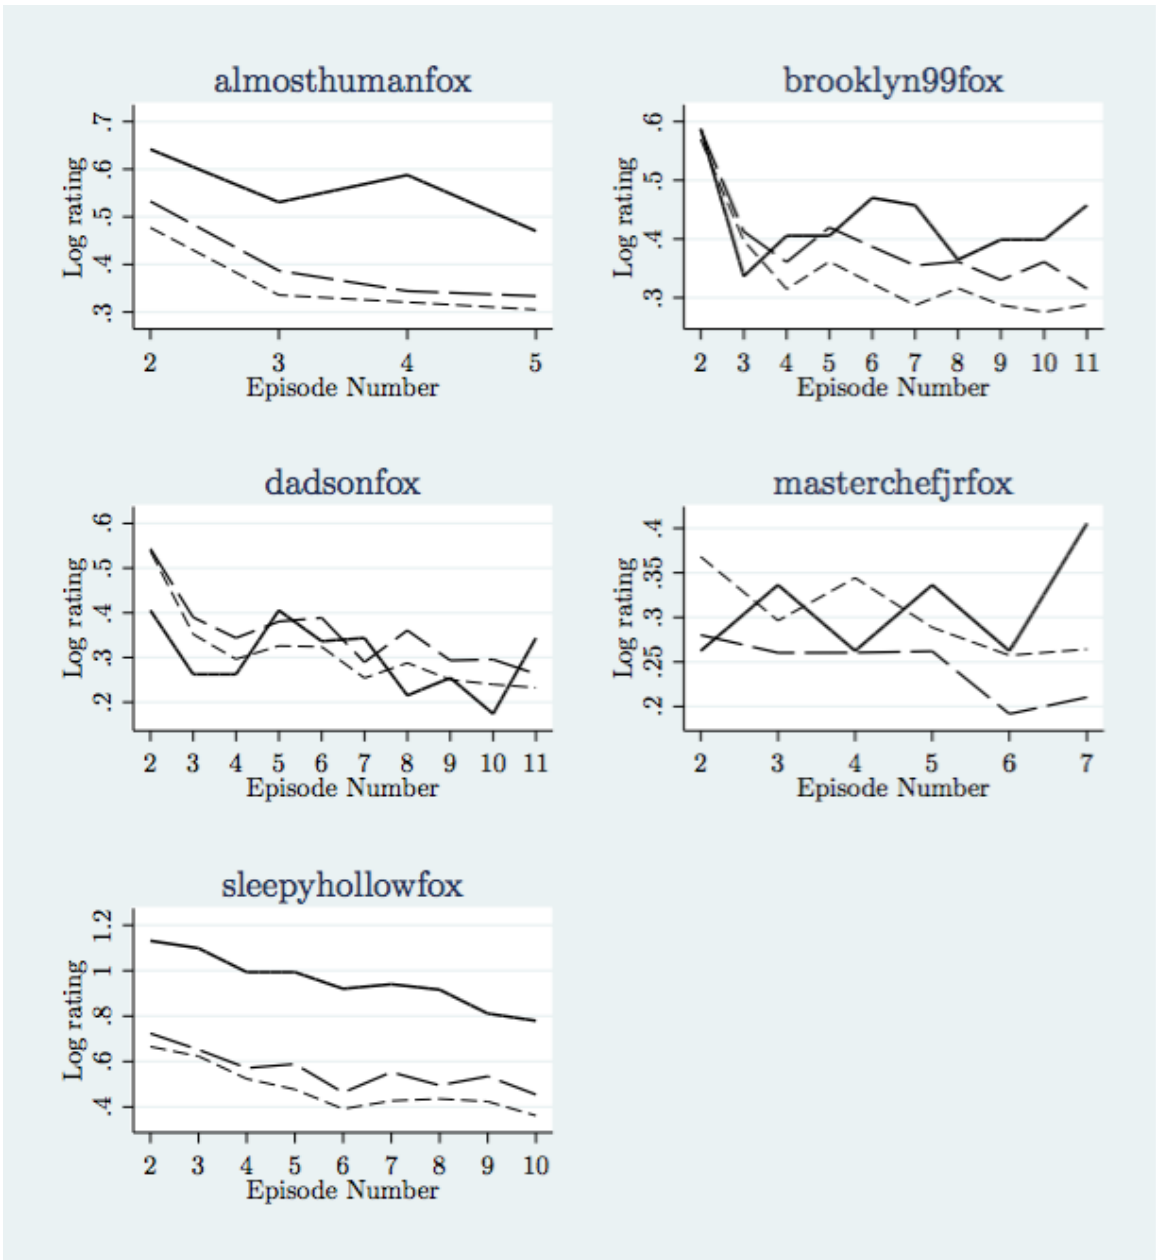 almosthumanfox
Log rating
.7
.6
.5
.4
.3
2 3 4 5
Episode Number
brooklyn99fox
Log rating
.6
.5
.4
.3
2 3 4 5 6 7 8 9 10 11
Episode Number
dadsonfox
Log rating
.6
.5
.4
.3
.2
2 3 4 5 6 7 8 9 10 11
Episode Number
masterchefjrfox
Log rating
.4
.35
.3
.25
.2
2 3 4 5 6 7
Episode Number
sleepyhollowfox
Log rating
1.2
1
.8
.6
.4
2 3 4 5 6 7 8 9 10
Episode Number